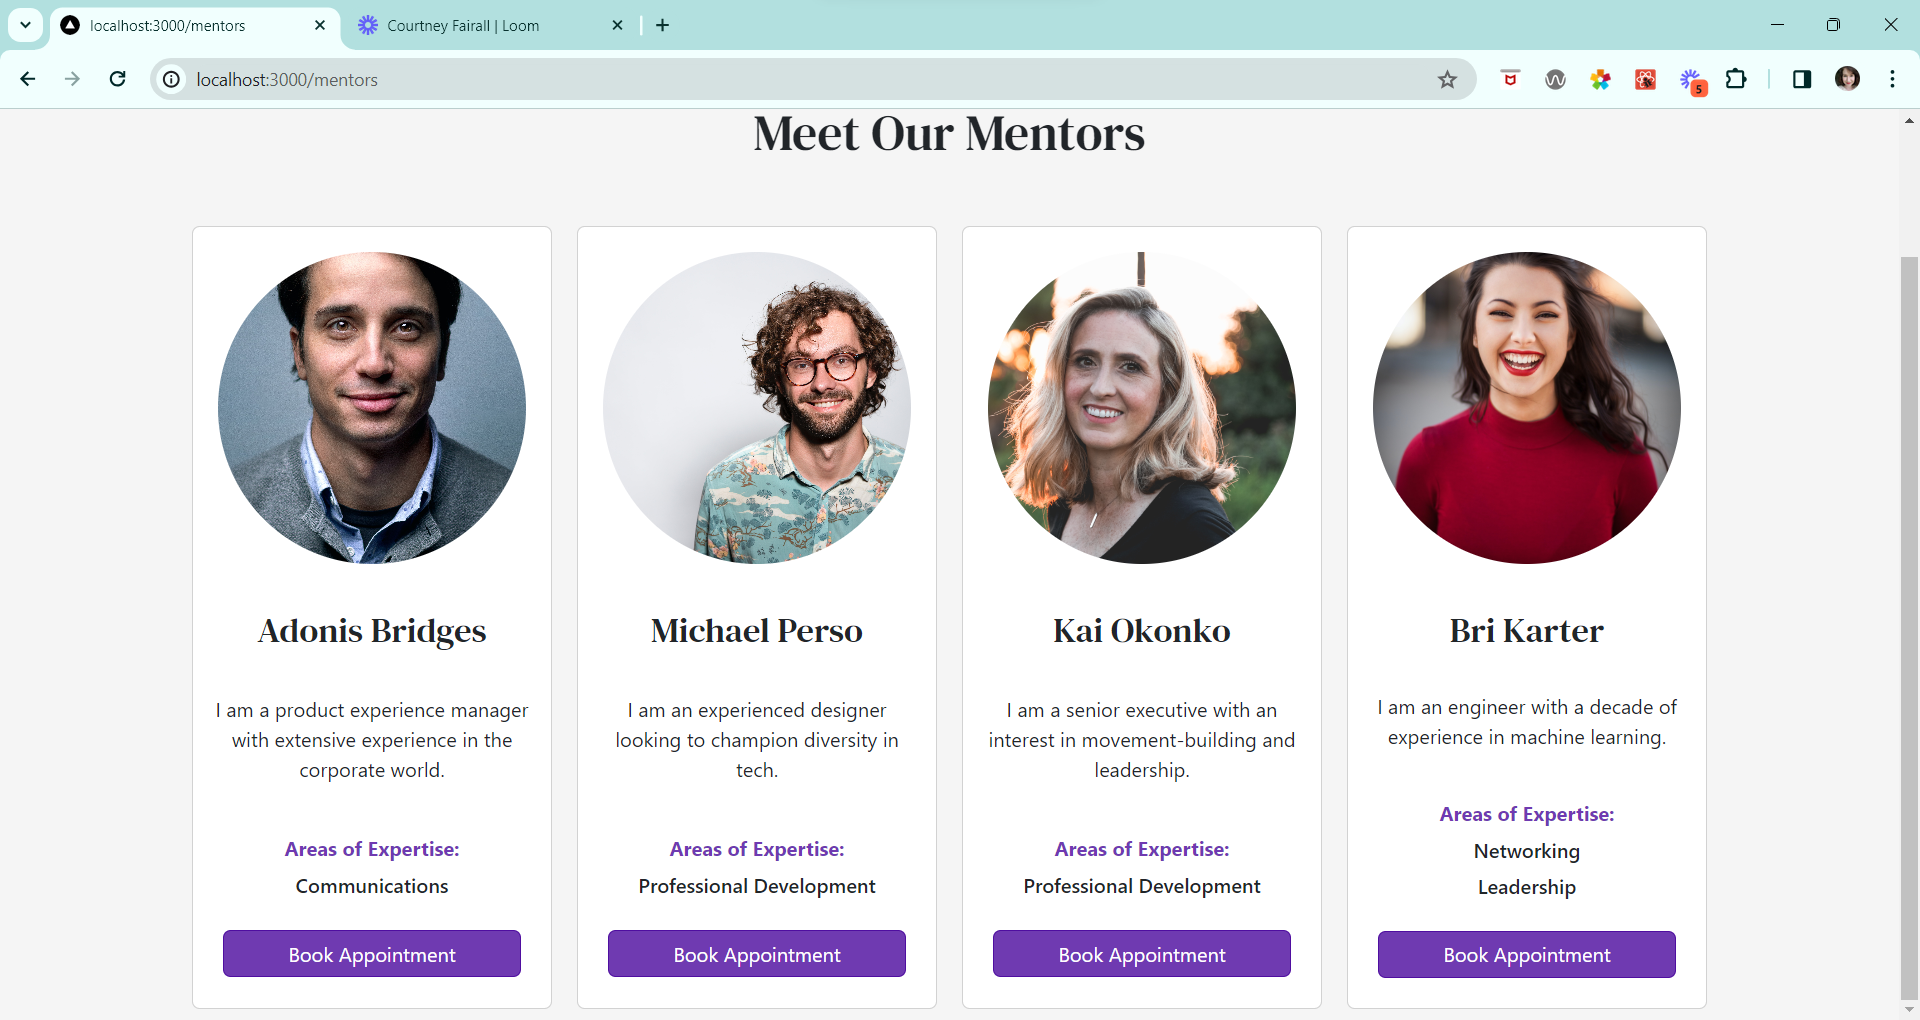 localhost:3000/mentors
Courtney Fairall | Loom
localhost:3000/mentors
5
Meet Our Mentors
Adonis Bridges
I am a product experience manager
with extensive experience in the
corporate world.
Areas of Expertise:
Communications
Book Appointment
Michael Perso
I am an experienced designer
looking to champion diversity in
tech.
Areas of Expertise:
Professional Development
Book Appointment
Kai Okonko
I am a senior executive with an
interest in movement-building and
leadership.
Areas of Expertise:
Professional Development
Book Appointment
Bri Karter
I am an engineer with a decade of
experience in machine learning.
Areas of Expertise:
Networking
Leadership
Book Appointment